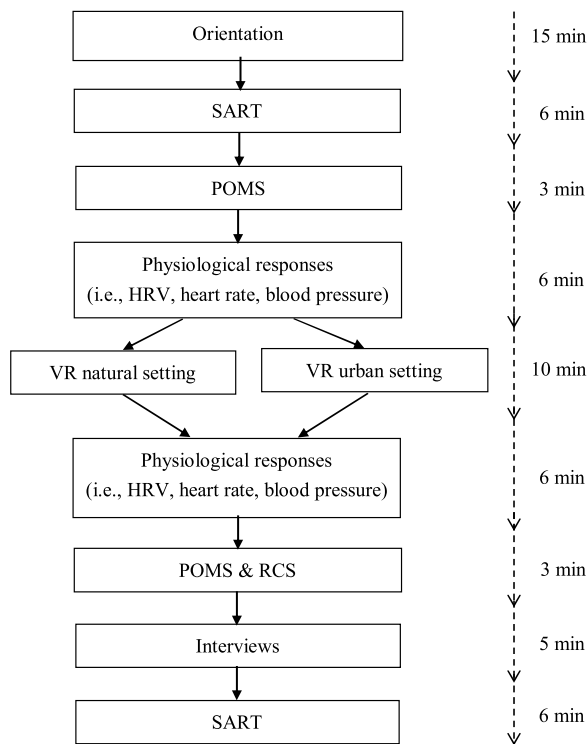 Orientation
15 min
SART
6 min
POMS
3 min
Physiological responses
(i.e., HRV, heart rate, blood pressure)
6 min
VR natural setting
VR urban setting
10 min
Physiological responses
(i.e., HRV, heart rate, blood pressure)
6 min
POMS & RCS
3 min
Interviews
5 min
SART
6 min